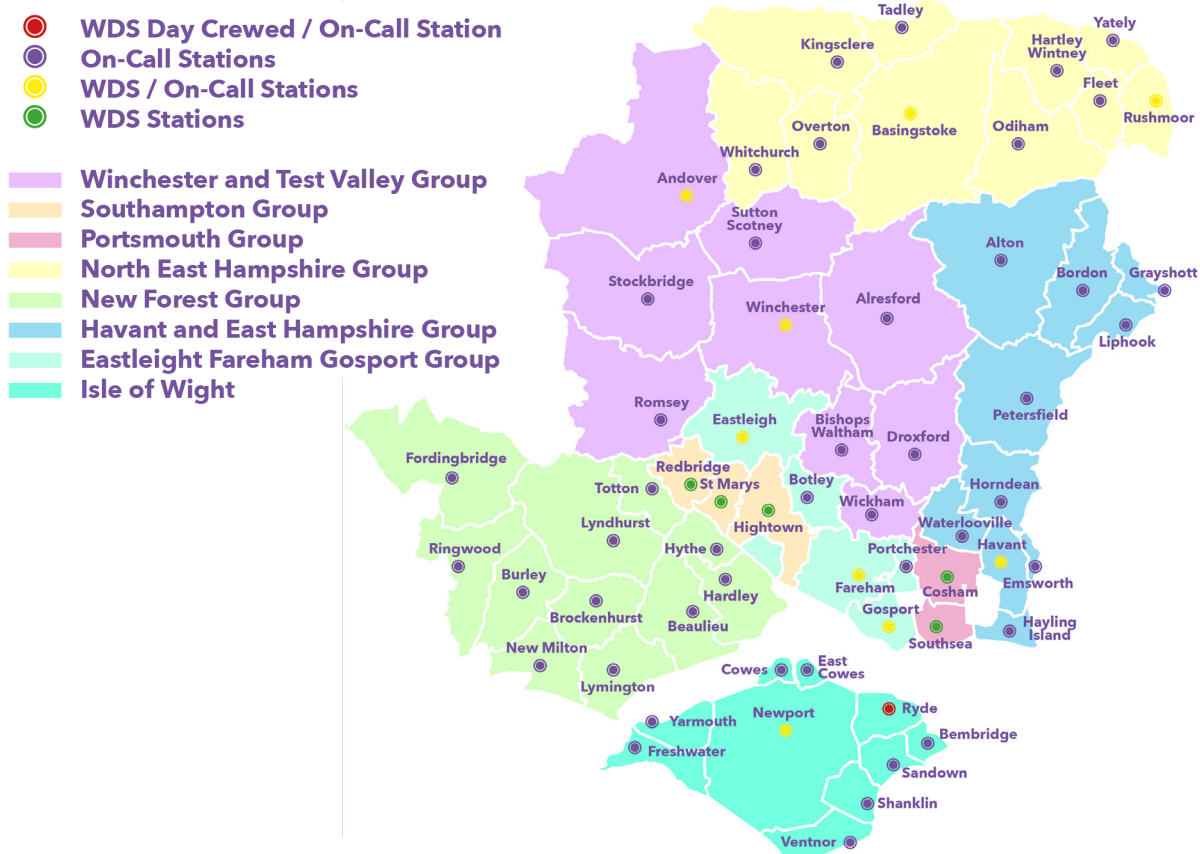 WDS Day Crewed / On-Call Station
On-Call Stations
WDS / On-Call Stations
WDS Stations
Winchester and Test Valley Group
Southampton Group
Portsmouth Group
North East Hampshire Group
New Forest Group
Havant and East Hampshire Group
Eastleight Fareham Gosport Group
Isle of Wight
Tadley
Yately
Kingsclere
Hartley
Wintney
Fleet
Rushmoor
Overton
Basingstoke
Odiham
Whitchurch
Andover
Sutton
Scotney
Alton
Bordon
Grayshott
Stockbridge
Winchester
Alresford
Liphook
Romsey
Eastleigh
Bishops
Waltham
Droxford
Petersfield
Fordingbridge
Redbridge
St Marys
Totton
Botley
Horndean
Hightown
Wickham
Waterlooville
Lyndhurst
Ringwood
Hythe
Portchester
Havant
Burley
Hardley
Fareham
Cosham
Emsworth
Brockenhurst
Beaulieu
Gosport
Southsea
Hayling
Island
New Milton
Lymington
Cowes
East
Cowes
Yarmouth
Newport
Ryde
Freshwater
Bembridge
Sandown
Shanklin
Ventnor